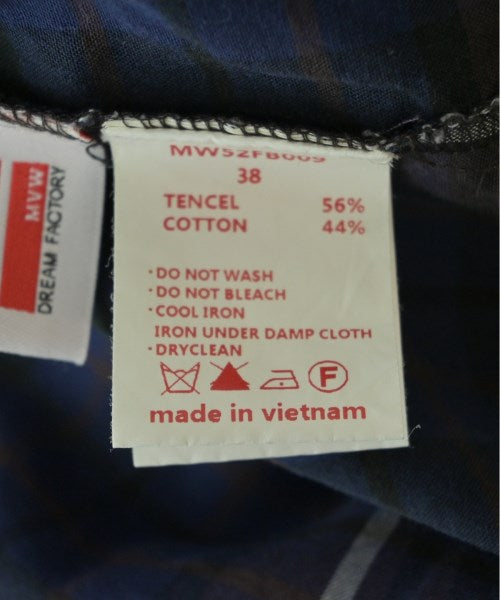 MW52FB009
38
TENCEL 56%
COTTON 44%
·DO NOT WASH
·DO NOT BLEACH
·COOL IRON
IRON UNDER DAMP CLOTH
·DRYCLEAN
F
made in vietnam
MVW
DREAM FACTORY